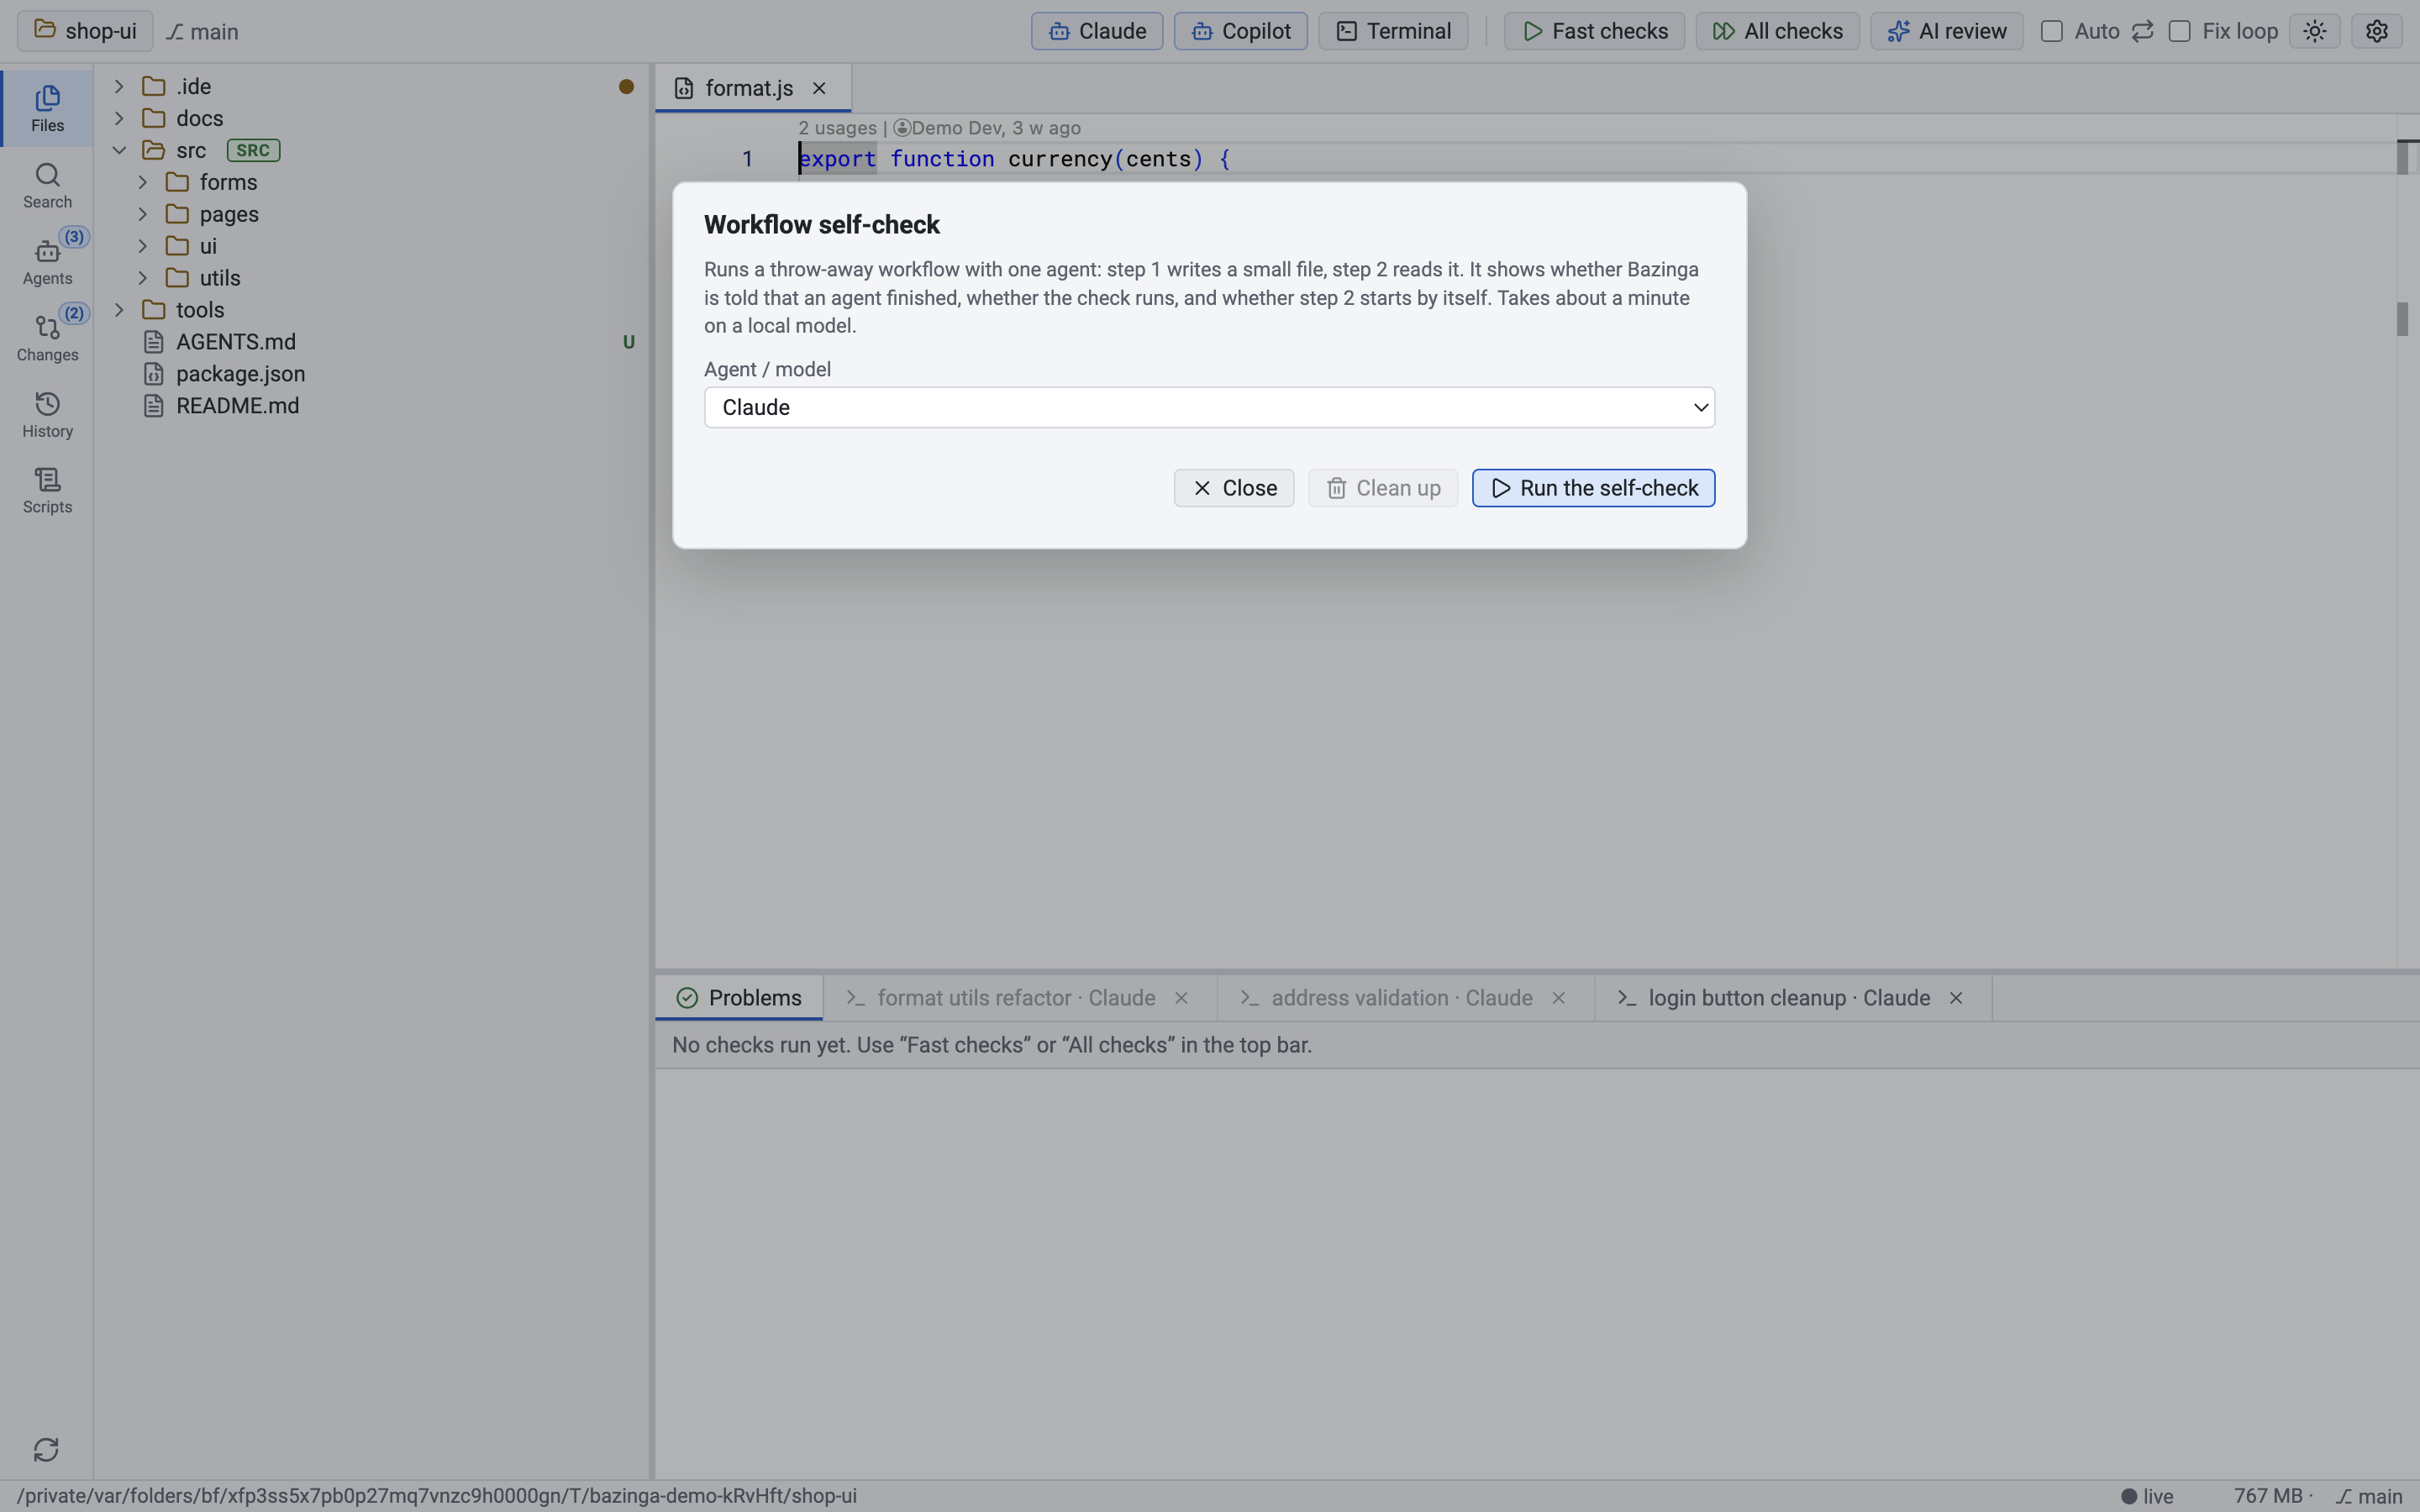 shop-ui
main
Claude
Copilot
Terminal
Fast checks
All checks
AI review
Auto
Fix loop
Files
Search
(3)
Agents
(2)
Changes
History
Scripts
.ide
docs
src SRC
forms
pages
ui
utils
tools
AGENTS.md U
package.json
README.md
format.js
2 usages | Demo Dev, 3 w ago
1 export function currency(cents) {
Workflow self-check
Runs a throw-away workflow with one agent: step 1 writes a small file, step 2 reads it. It shows whether Bazinga
is told that an agent finished, whether the check runs, and whether step 2 starts by itself. Takes about a minute
on a local model.
Agent / model
Claude
Close
Clean up
Run the self-check
Problems
format utils refactor · Claude
address validation · Claude
login button cleanup · Claude
No checks run yet. Use “Fast checks” or “All checks” in the top bar.
/private/var/folders/bf/xfp3ss5x7pb0p27mq7vnzc9h0000gn/T/bazinga-demo-kRvHft/shop-ui
live
767 MB ·
main